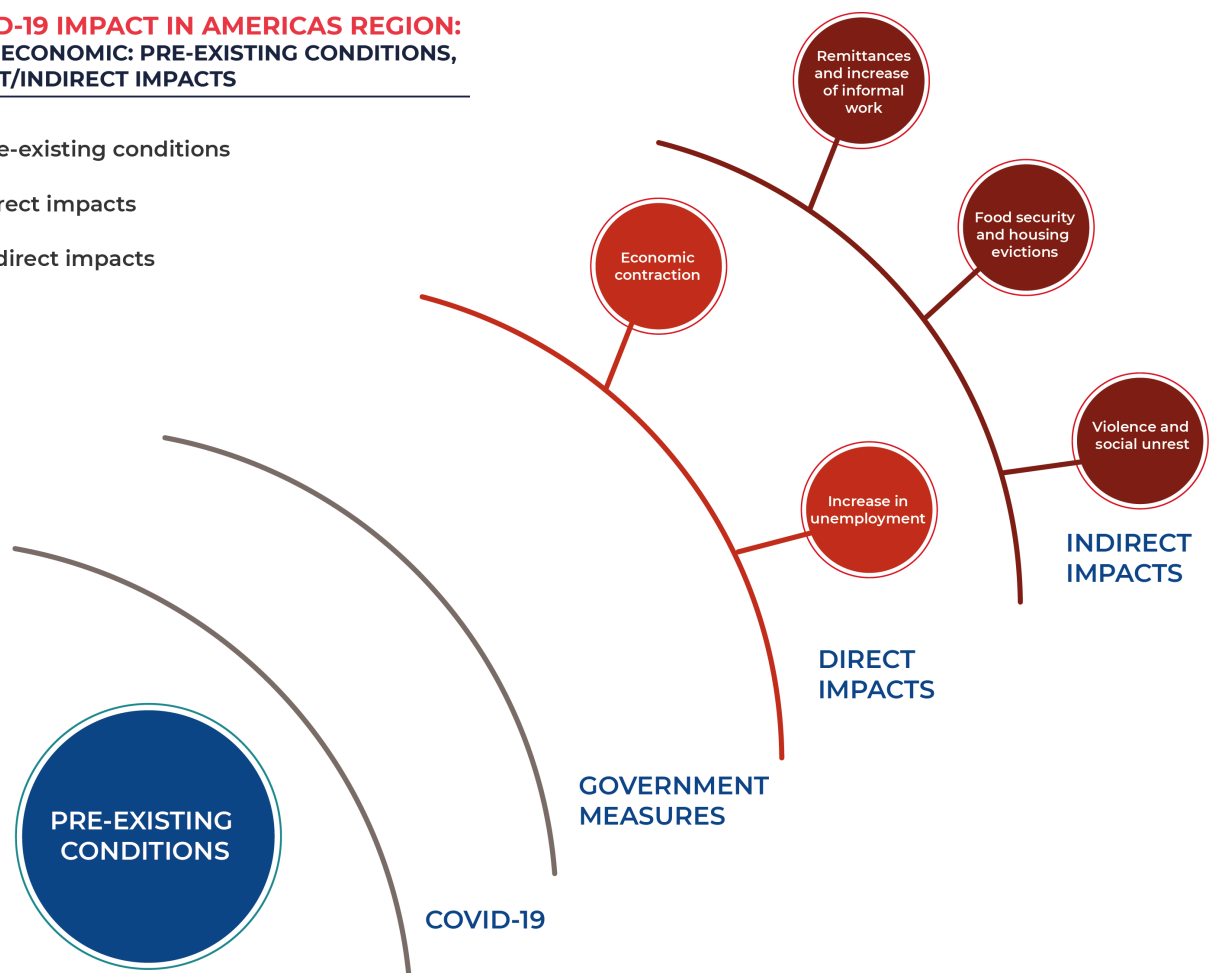 D-19 IMPACT IN AMERICAS REGION:
ECONOMIC: PRE-EXISTING CONDITIONS,
T/INDIRECT IMPACTS
e-existing conditions
rect impacts
direct impacts
Remittances
and increase
of informal
work
Food security
and housing
evictions
Economic
contraction
Violence and
social unrest
Increase in
unemployment
INDIRECT
IMPACTS
DIRECT
IMPACTS
GOVERNMENT
MEASURES
PRE-EXISTING
CONDITIONS
COVID-19